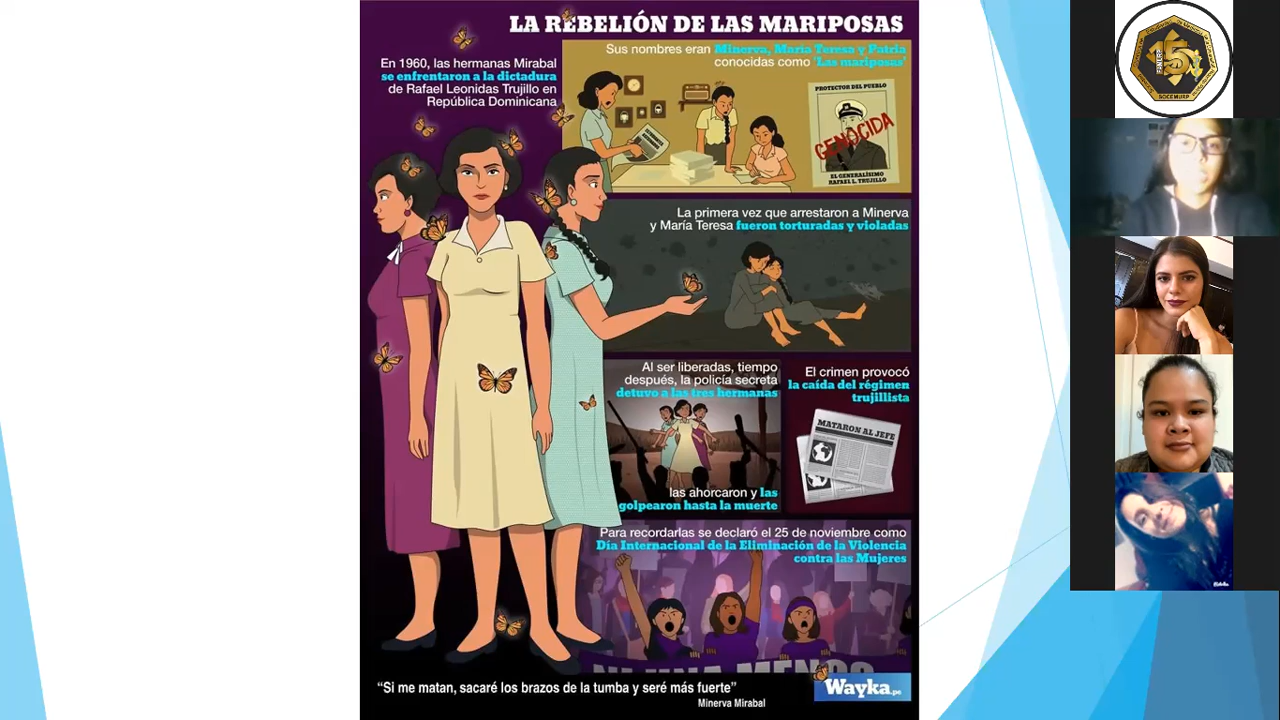 LA REBELIÓN DE LAS MARIPOSAS
En 1960, las hermanas Mirabal
se enfrentaron a la dictadura
de Rafael Leonidas Trujillo en
República Dominicana
Sus nombres eran Minerva, María Teresa y Patria
conocidas como 'Las mariposas'
PROTECTOR DEL PUEBLO
GENOCIDA
EL GENERALÍSIMO
RAFAEL L. TRUJILLO
La primera vez que arrestaron a Minerva
y María Teresa fueron torturadas y violadas
Al ser liberadas, tiempo
después, la policía secreta
detuvo a las tres hermanas
las ahorcaron y las
golpearon hasta la muerte
El crimen provocó
la caída del régimen
trujillista
MATARON AL JEFE
Para recordarlas se declaró el 25 de noviembre como
Día Internacional de la Eliminación de la Violencia
contra las Mujeres
NI UNA MENOS
“Si me matan, sacaré los brazos de la tumba y seré más fuerte”
Minerva Mirabal
Wayka.pe
15
SOCEMURP